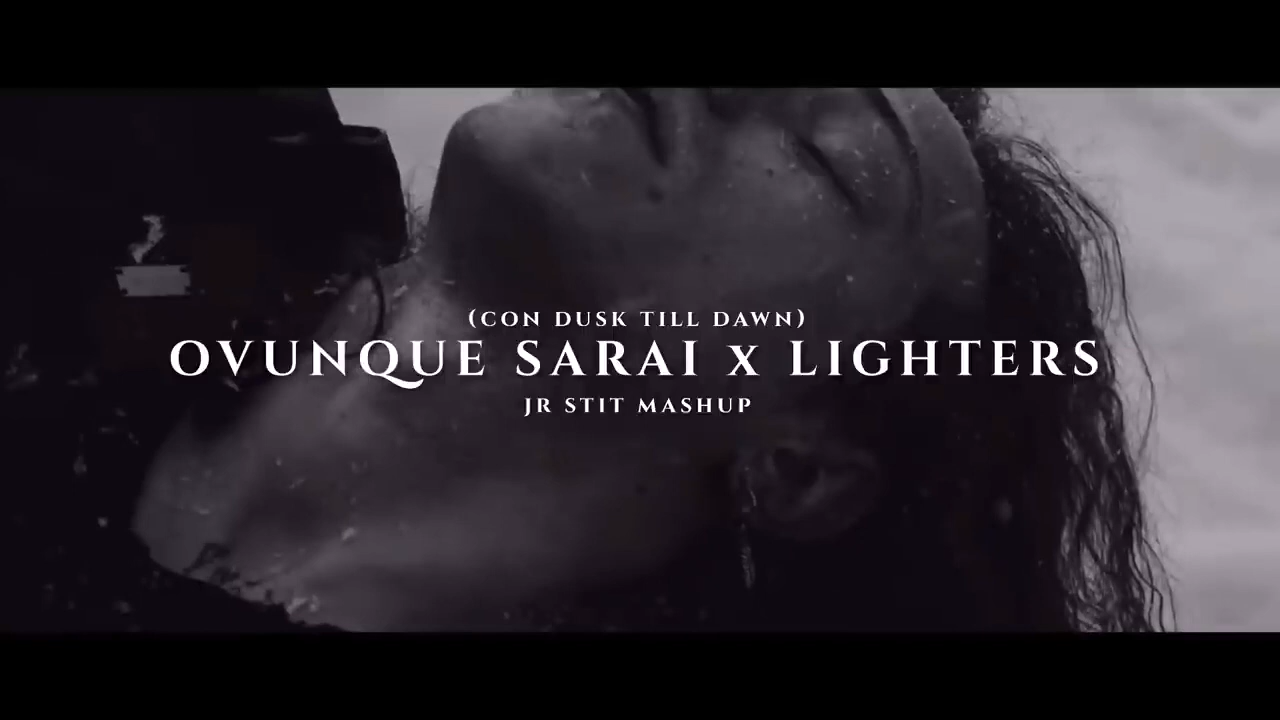 (CON DUSK TILL DAWN)
OVUNQUE SARAI x LIGHTERS
JR STIT MASHUP